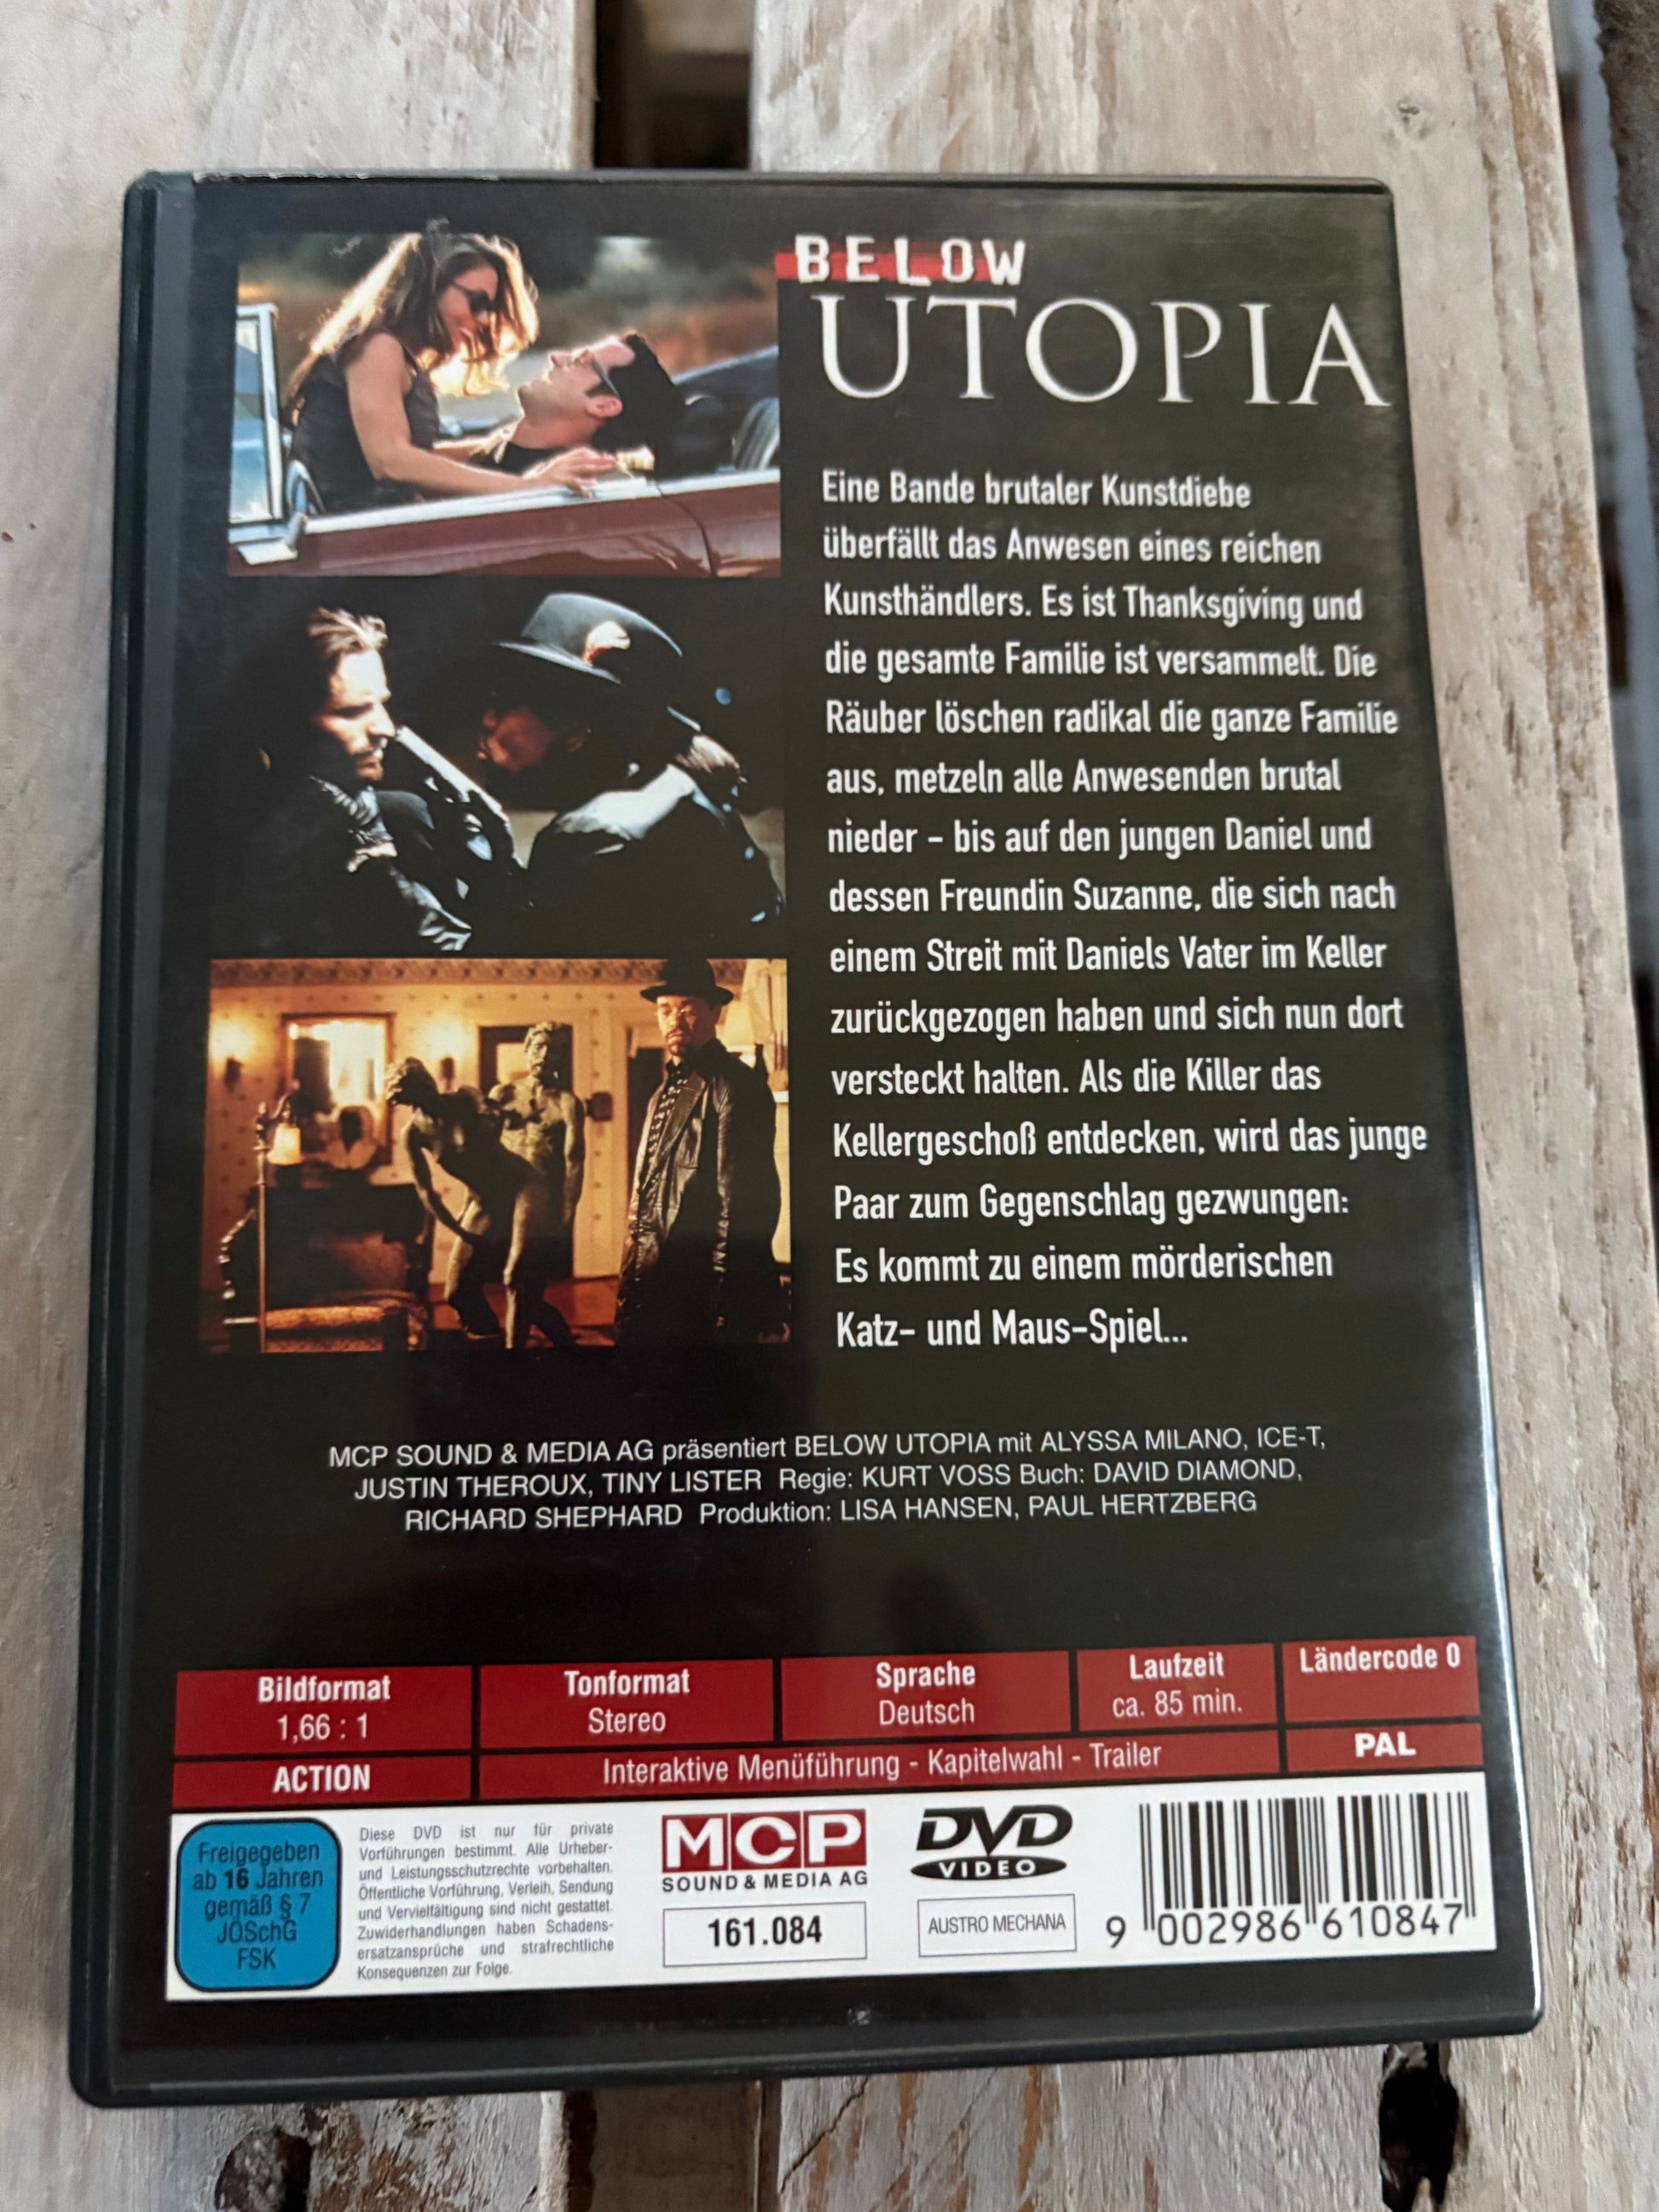 BELOW
UTOPIA
Eine Bande brutaler Kunstdiebe
überfällt das Anwesen eines reichen
Kunsthändlers. Es ist Thanksgiving und
die gesamte Familie ist versammelt. Die
Räuber löschen radikal die ganze Familie
aus, metzeln alle Anwesenden brutal
nieder – bis auf den jungen Daniel und
dessen Freundin Suzanne, die sich nach
einem Streit mit Daniels Vater im Keller
zurückgezogen haben und sich nun dort
versteckt halten. Als die Killer das
Kellergeschoß entdecken, wird das junge
Paar zum Gegenschlag gezwungen:
Es kommt zu einem mörderischen
Katz- und Maus-Spiel...
MCP SOUND & MEDIA AG präsentiert BELOW UTOPIA mit ALYSSA MILANO, ICE-T,
JUSTIN THEROUX, TINY LISTER Regie: KURT VOSS Buch: DAVID DIAMOND,
RICHARD SHEPHARD Produktion: LISA HANSEN, PAUL HERTZBERG
Bildformat
1,66 : 1
Tonformat
Stereo
Sprache
Deutsch
Laufzeit
ca. 85 min.
Ländercode 0
ACTION
Interaktive Menüführung - Kapitelwahl - Trailer
PAL
Freigegeben
ab 16 Jahren
gemäß § 7
JÖSchG
FSK
Diese DVD ist nur für private
Vorführungen bestimmt. Alle Urheber-
und Leistungsschutzrechte vorbehalten.
Öffentliche Vorführung, Verleih, Sendung
und Vervielfältigung sind nicht gestattet.
Zuwiderhandlungen haben Schadens-
ersatzansprüche und strafrechtliche
Konsequenzen zur Folge.
MCP
SOUND & MEDIA AG
161.084
DVD
VIDEO
AUSTRO MECHANA
9 002986 610847